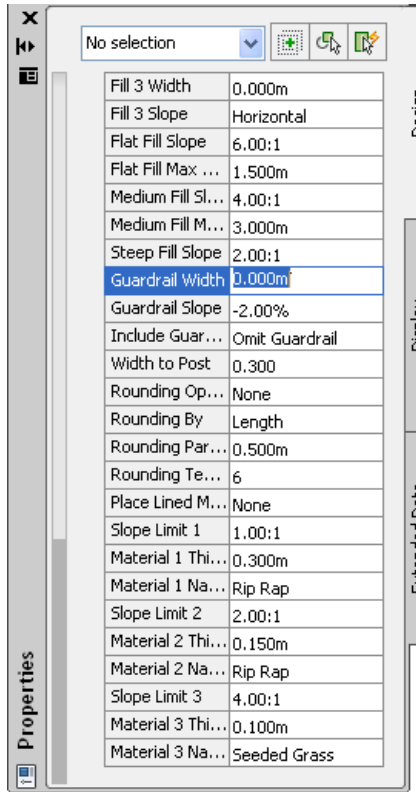 No selection
Fill 3 Width 0.000m
Fill 3 Slope Horizontal
Flat Fill Slope 6.00:1
Flat Fill Max ... 1.500m
Medium Fill Sl... 4.00:1
Medium Fill M... 3.000m
Steep Fill Slope 2.00:1
Guardrail Width 0.000m
Guardrail Slope -2.00%
Include Guar... Omit Guardrail
Width to Post 0.300
Rounding Op... None
Rounding By Length
Rounding Par... 0.500m
Rounding Te... 6
Place Lined M... None
Slope Limit 1 1.00:1
Material 1 Thi... 0.300m
Material 1 Na... Rip Rap
Slope Limit 2 2.00:1
Material 2 Thi... 0.150m
Material 2 Na... Rip Rap
Slope Limit 3 4.00:1
Material 3 Thi... 0.100m
Material 3 Na... Seeded Grass
Properties